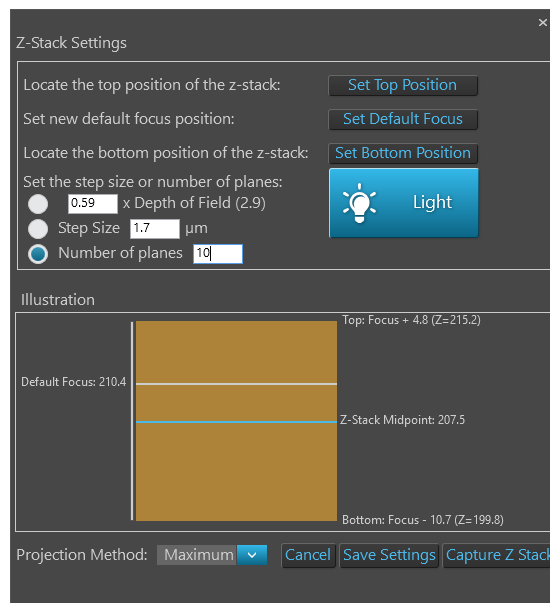 ×
Z-Stack Settings
Locate the top position of the z-stack: Set Top Position
Set new default focus position: Set Default Focus
Locate the bottom position of the z-stack: Set Bottom Position
Set the step size or number of planes:
0.59 x Depth of Field (2.9)
Step Size 1.7 µm
Light
Number of planes 10
Illustration
Top: Focus + 4.8 (Z=215.2)
Default Focus: 210.4
Z-Stack Midpoint: 207.5
Bottom: Focus - 10.7 (Z=199.8)
Projection Method: Maximum Cancel Save Settings Capture Z Stack